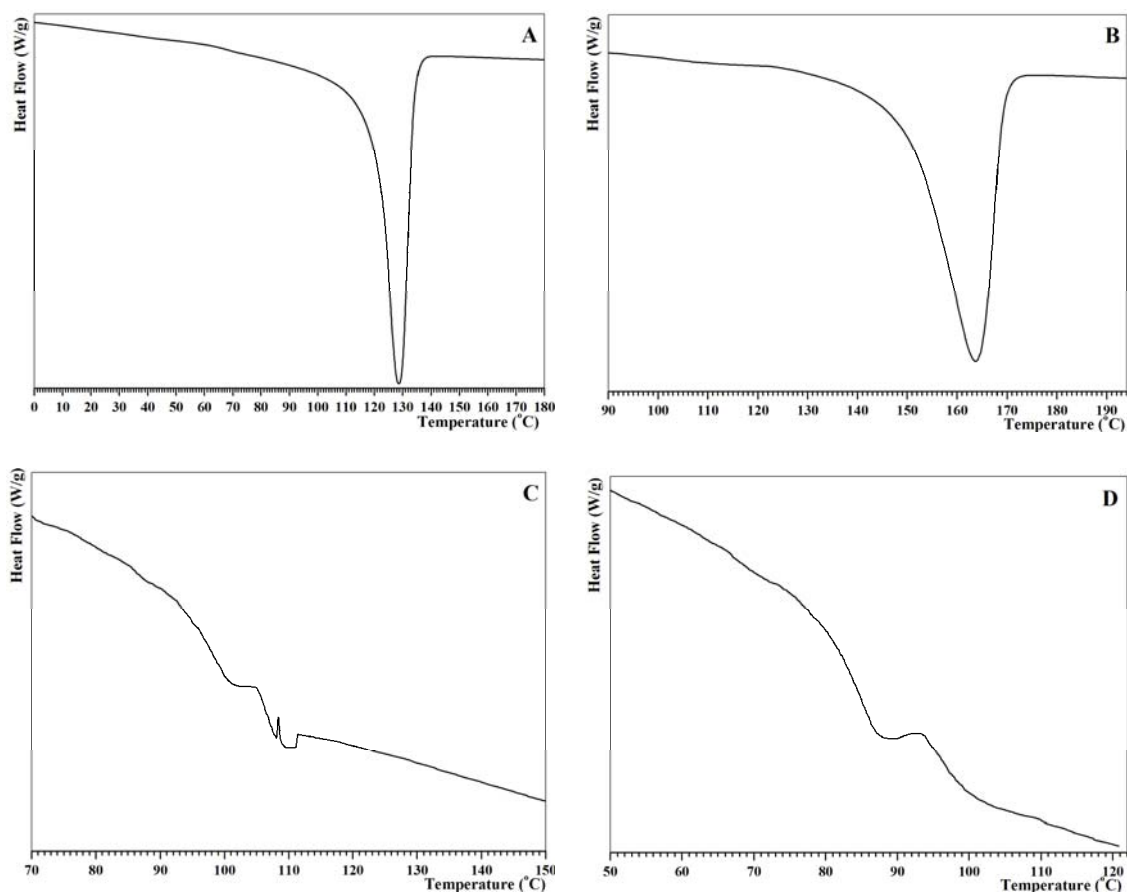 A
Heat Flow (W/g)
0 10 20 30 40 50 60 70 80 90 100 110 120 130 140 150 160 170 180
Temperature (°C)
B
Heat Flow (W/g)
90 100 110 120 130 140 150 160 170 180 190
Temperature (°C)
C
Heat Flow (W/g)
70 80 90 100 110 120 130 140 150
Temperature (°C)
D
Heat Flow (W/g)
50 60 70 80 90 100 110 120
Temperature (°C)